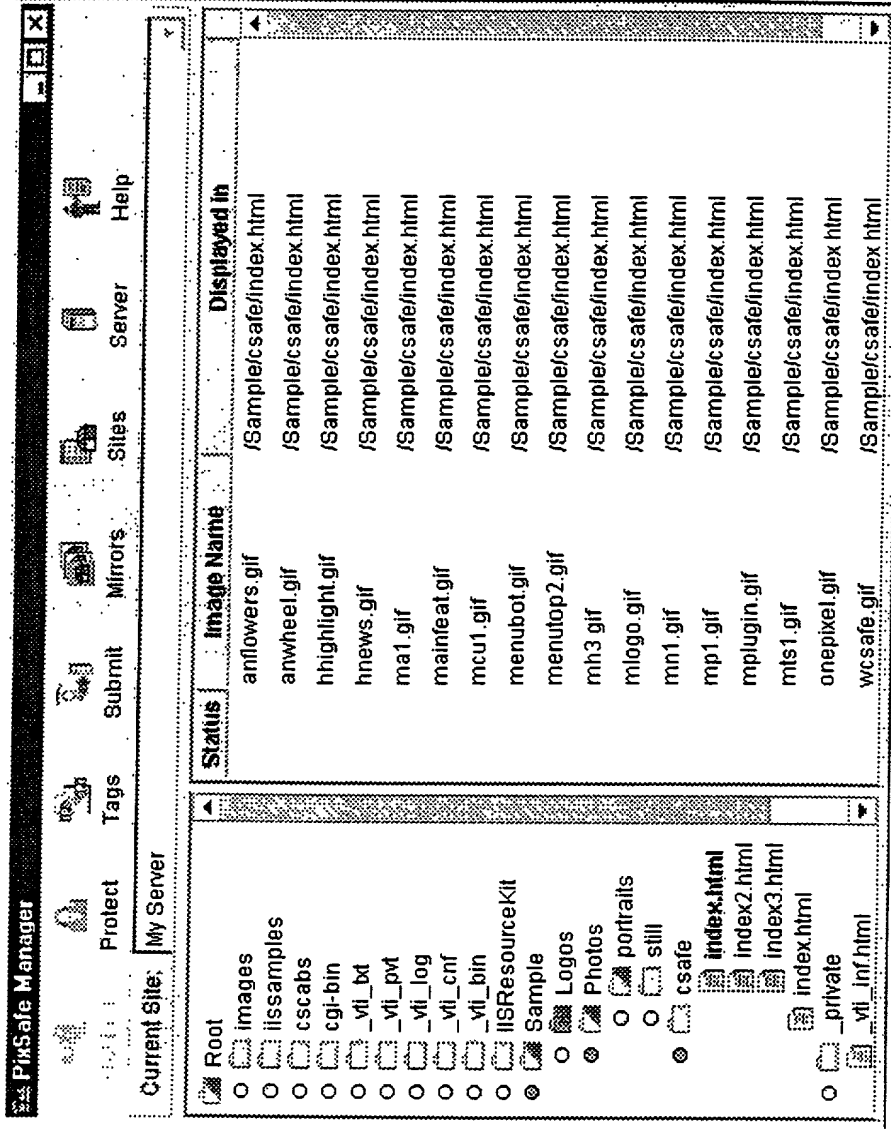 PixSafe Manager
Protect Tags Submit Mirrors Sites Server Help
Current Site: My Server
Root
images
iissamples
cscabs
cgi-bin
_vti_txt
_vti_pvt
_vti_log
_vti_cnf
_vti_bin
IISResourceKit
Sample
Logos
Photos
portraits
still
csafe
index.html
index2.html
index3.html
index.html
_private
_vti_inf.html
Status Image Name Displayed in
anflowers.gif /Sample/csafe/index.html
anwheel.gif /Sample/csafe/index.html
hhighlight.gif /Sample/csafe/index.html
hnews.gif /Sample/csafe/index.html
ma1.gif /Sample/csafe/index.html
mainfeat.gif /Sample/csafe/index.html
mcu1.gif /Sample/csafe/index.html
menubot.gif /Sample/csafe/index.html
menutop2.gif /Sample/csafe/index.html
mh3.gif /Sample/csafe/index.html
mlogo.gif /Sample/csafe/index.html
mn1.gif /Sample/csafe/index.html
mp1.gif /Sample/csafe/index.html
mplugin.gif /Sample/csafe/index.html
mts1.gif /Sample/csafe/index.html
onepixel.gif /Sample/csafe/index.html
wcsafe.gif /Sample/csafe/index.html